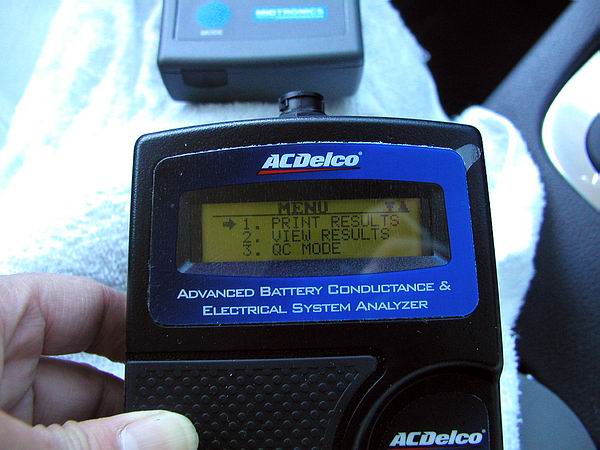 MIDTRONICS
MODE
ACDelco
MENU
1. PRINT RESULTS
2. VIEW RESULTS
3. QC MODE
ADVANCED BATTERY CONDUCTANCE &
ELECTRICAL SYSTEM ANALYZER
ACDelco